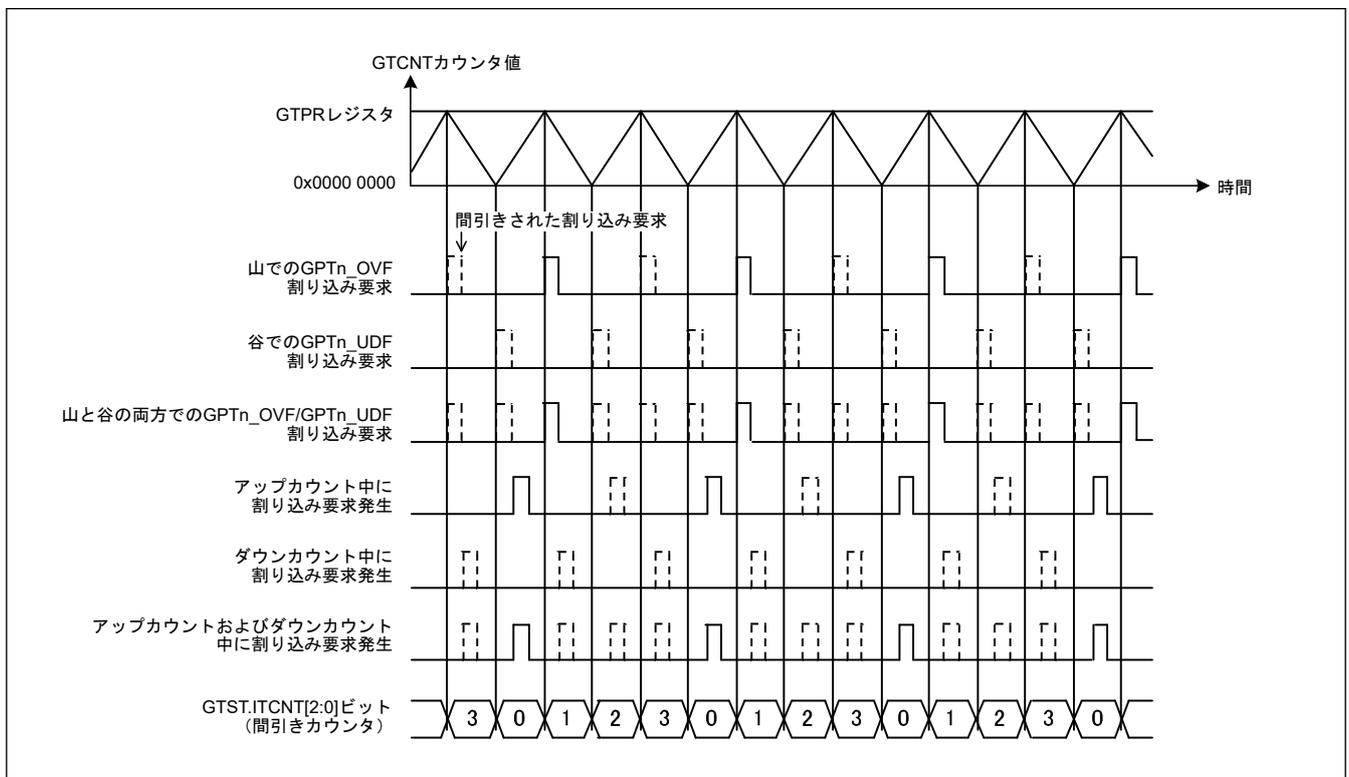 GTCNTカウンタ値
GTPRレジスタ
0x0000 0000
時間
間引きされた割り込み要求
山でのGPTn_OVF
割り込み要求
谷でのGPTn_UDF
割り込み要求
山と谷の両方でのGPTn_OVF/GPTn_UDF
割り込み要求
アップカウント中に
割り込み要求発生
ダウンカウント中に
割り込み要求発生
アップカウントおよびダウンカウント
中に割り込み要求発生
GTST.ITCNT[2:0]ビット
（間引きカウンタ）
3 0 1 2 3 0 1 2 3 0 1 2 3 0